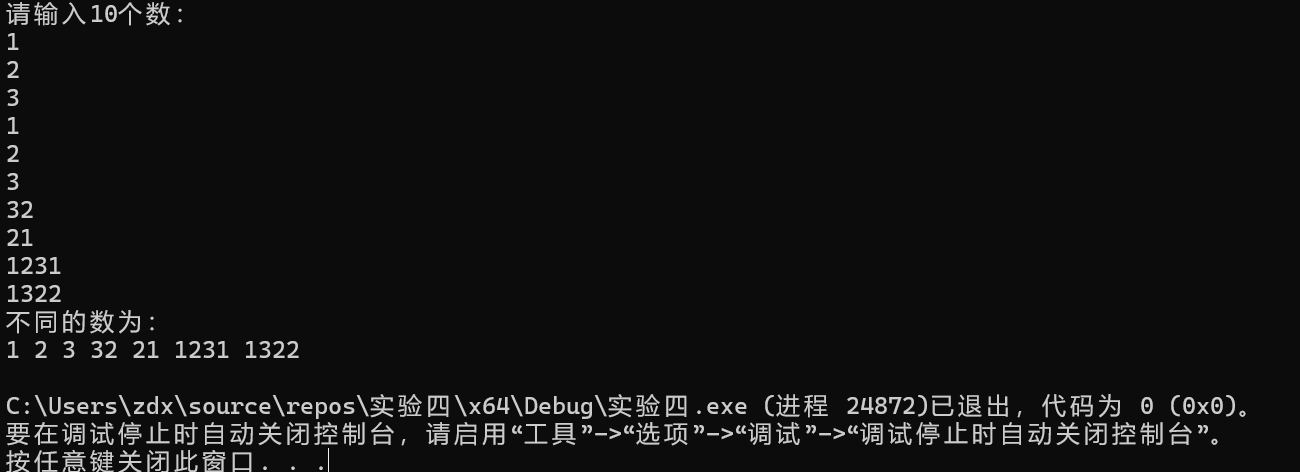 请输入10个数:
1
2
3
1
2
3
32
21
1231
1322
不同的数为:
1 2 3 32 21 1231 1322
C:\Users\zdx\source\repos\实验四\x64\Debug\实验四.exe (进程 24872)已退出，代码为 0 (0x0)。
要在调试停止时自动关闭控制台，请启用“工具”->“选项”->“调试”->“调试停止时自动关闭控制台”。
按任意键关闭此窗口. . .